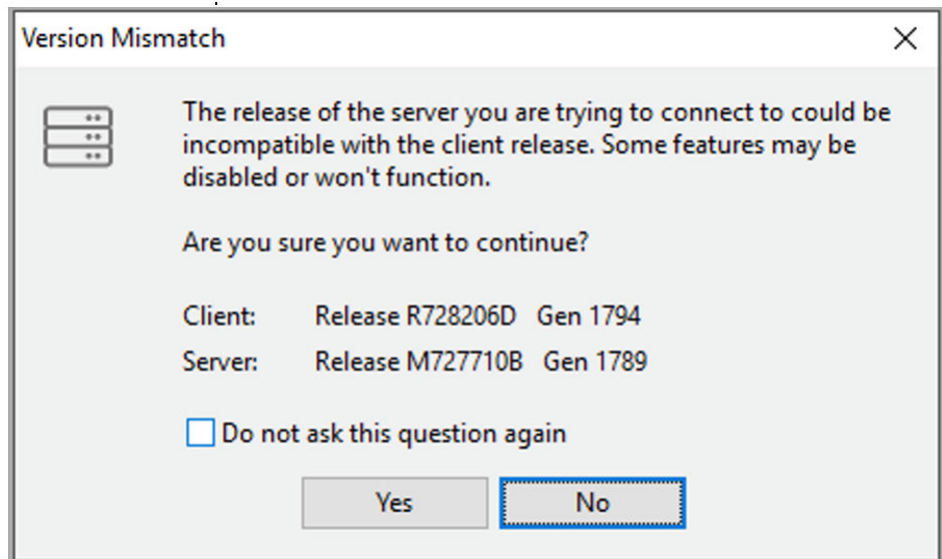 Version Mismatch
The release of the server you are trying to connect to could be
incompatible with the client release. Some features may be
disabled or won't function.
Are you sure you want to continue?
Client: Release R728206D Gen 1794
Server: Release M727710B Gen 1789
Do not ask this question again
Yes No